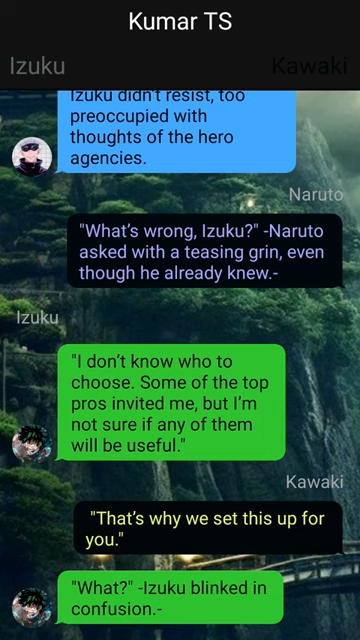 Kumar TS
Izuku
Kawaki
Izuku didn't resist, too
preoccupied with
thoughts of the hero
agencies.
Naruto
"What's wrong, Izuku?" -Naruto
asked with a teasing grin, even
though he already knew.-
Izuku
"I don't know who to
choose. Some of the top
pros invited me, but I'm
not sure if any of them
will be useful."
Kawaki
"That's why we set this up for
you."
"What?" -Izuku blinked in
confusion.-